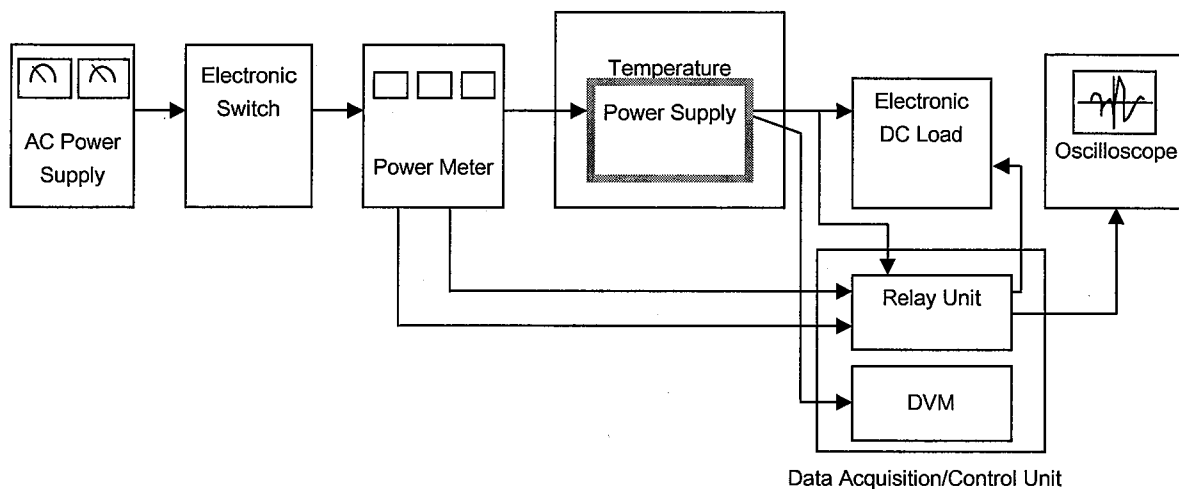 AC Power
Supply
Electronic
Switch
Power Meter
Temperature
Power Supply
Electronic
DC Load
Oscilloscope
Relay Unit
DVM
Data Acquisition/Control Unit